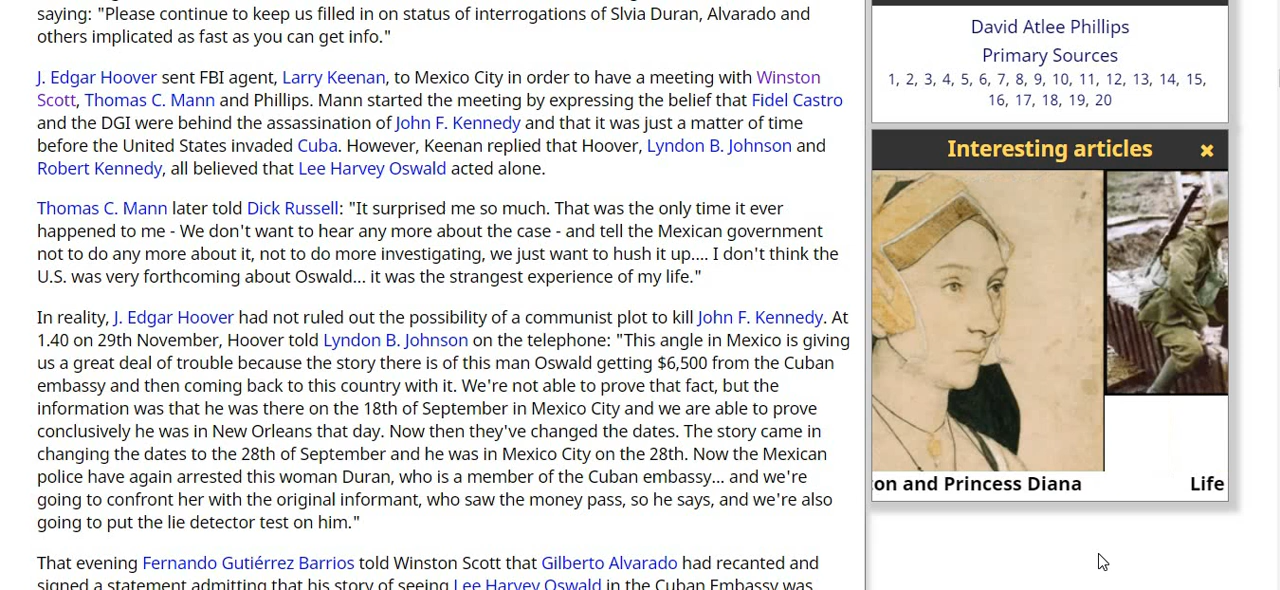 saying: "Please continue to keep us filled in on status of interrogations of Slvia Duran, Alvarado and
others implicated as fast as you can get info."
J. Edgar Hoover sent FBI agent, Larry Keenan, to Mexico City in order to have a meeting with Winston
Scott, Thomas C. Mann and Phillips. Mann started the meeting by expressing the belief that Fidel Castro
and the DGI were behind the assassination of John F. Kennedy and that it was just a matter of time
before the United States invaded Cuba. However, Keenan replied that Hoover, Lyndon B. Johnson and
Robert Kennedy, all believed that Lee Harvey Oswald acted alone.
Thomas C. Mann later told Dick Russell: "It surprised me so much. That was the only time it ever
happened to me - We don't want to hear any more about the case - and tell the Mexican government
not to do any more about it, not to do more investigating, we just want to hush it up.... I don't think the
U.S. was very forthcoming about Oswald... it was the strangest experience of my life."
In reality, J. Edgar Hoover had not ruled out the possibility of a communist plot to kill John F. Kennedy. At
1.40 on 29th November, Hoover told Lyndon B. Johnson on the telephone: "This angle in Mexico is giving
us a great deal of trouble because the story there is of this man Oswald getting $6,500 from the Cuban
embassy and then coming back to this country with it. We're not able to prove that fact, but the
information was that he was there on the 18th of September in Mexico City and we are able to prove
conclusively he was in New Orleans that day. Now then they've changed the dates. The story came in
changing the dates to the 28th of September and he was in Mexico City on the 28th. Now the Mexican
police have again arrested this woman Duran, who is a member of the Cuban embassy... and we're
going to confront her with the original informant, who saw the money pass, so he says, and we're also
going to put the lie detector test on him."
That evening Fernando Gutiérrez Barrios told Winston Scott that Gilberto Alvarado had recanted and
signed a statement admitting that his story of seeing Lee Harvey Oswald in the Cuban Embassy was
David Atlee Phillips
Primary Sources
1, 2, 3, 4, 5, 6, 7, 8, 9, 10, 11, 12, 13, 14, 15,
16, 17, 18, 19, 20
Interesting articles
on and Princess Diana
Life